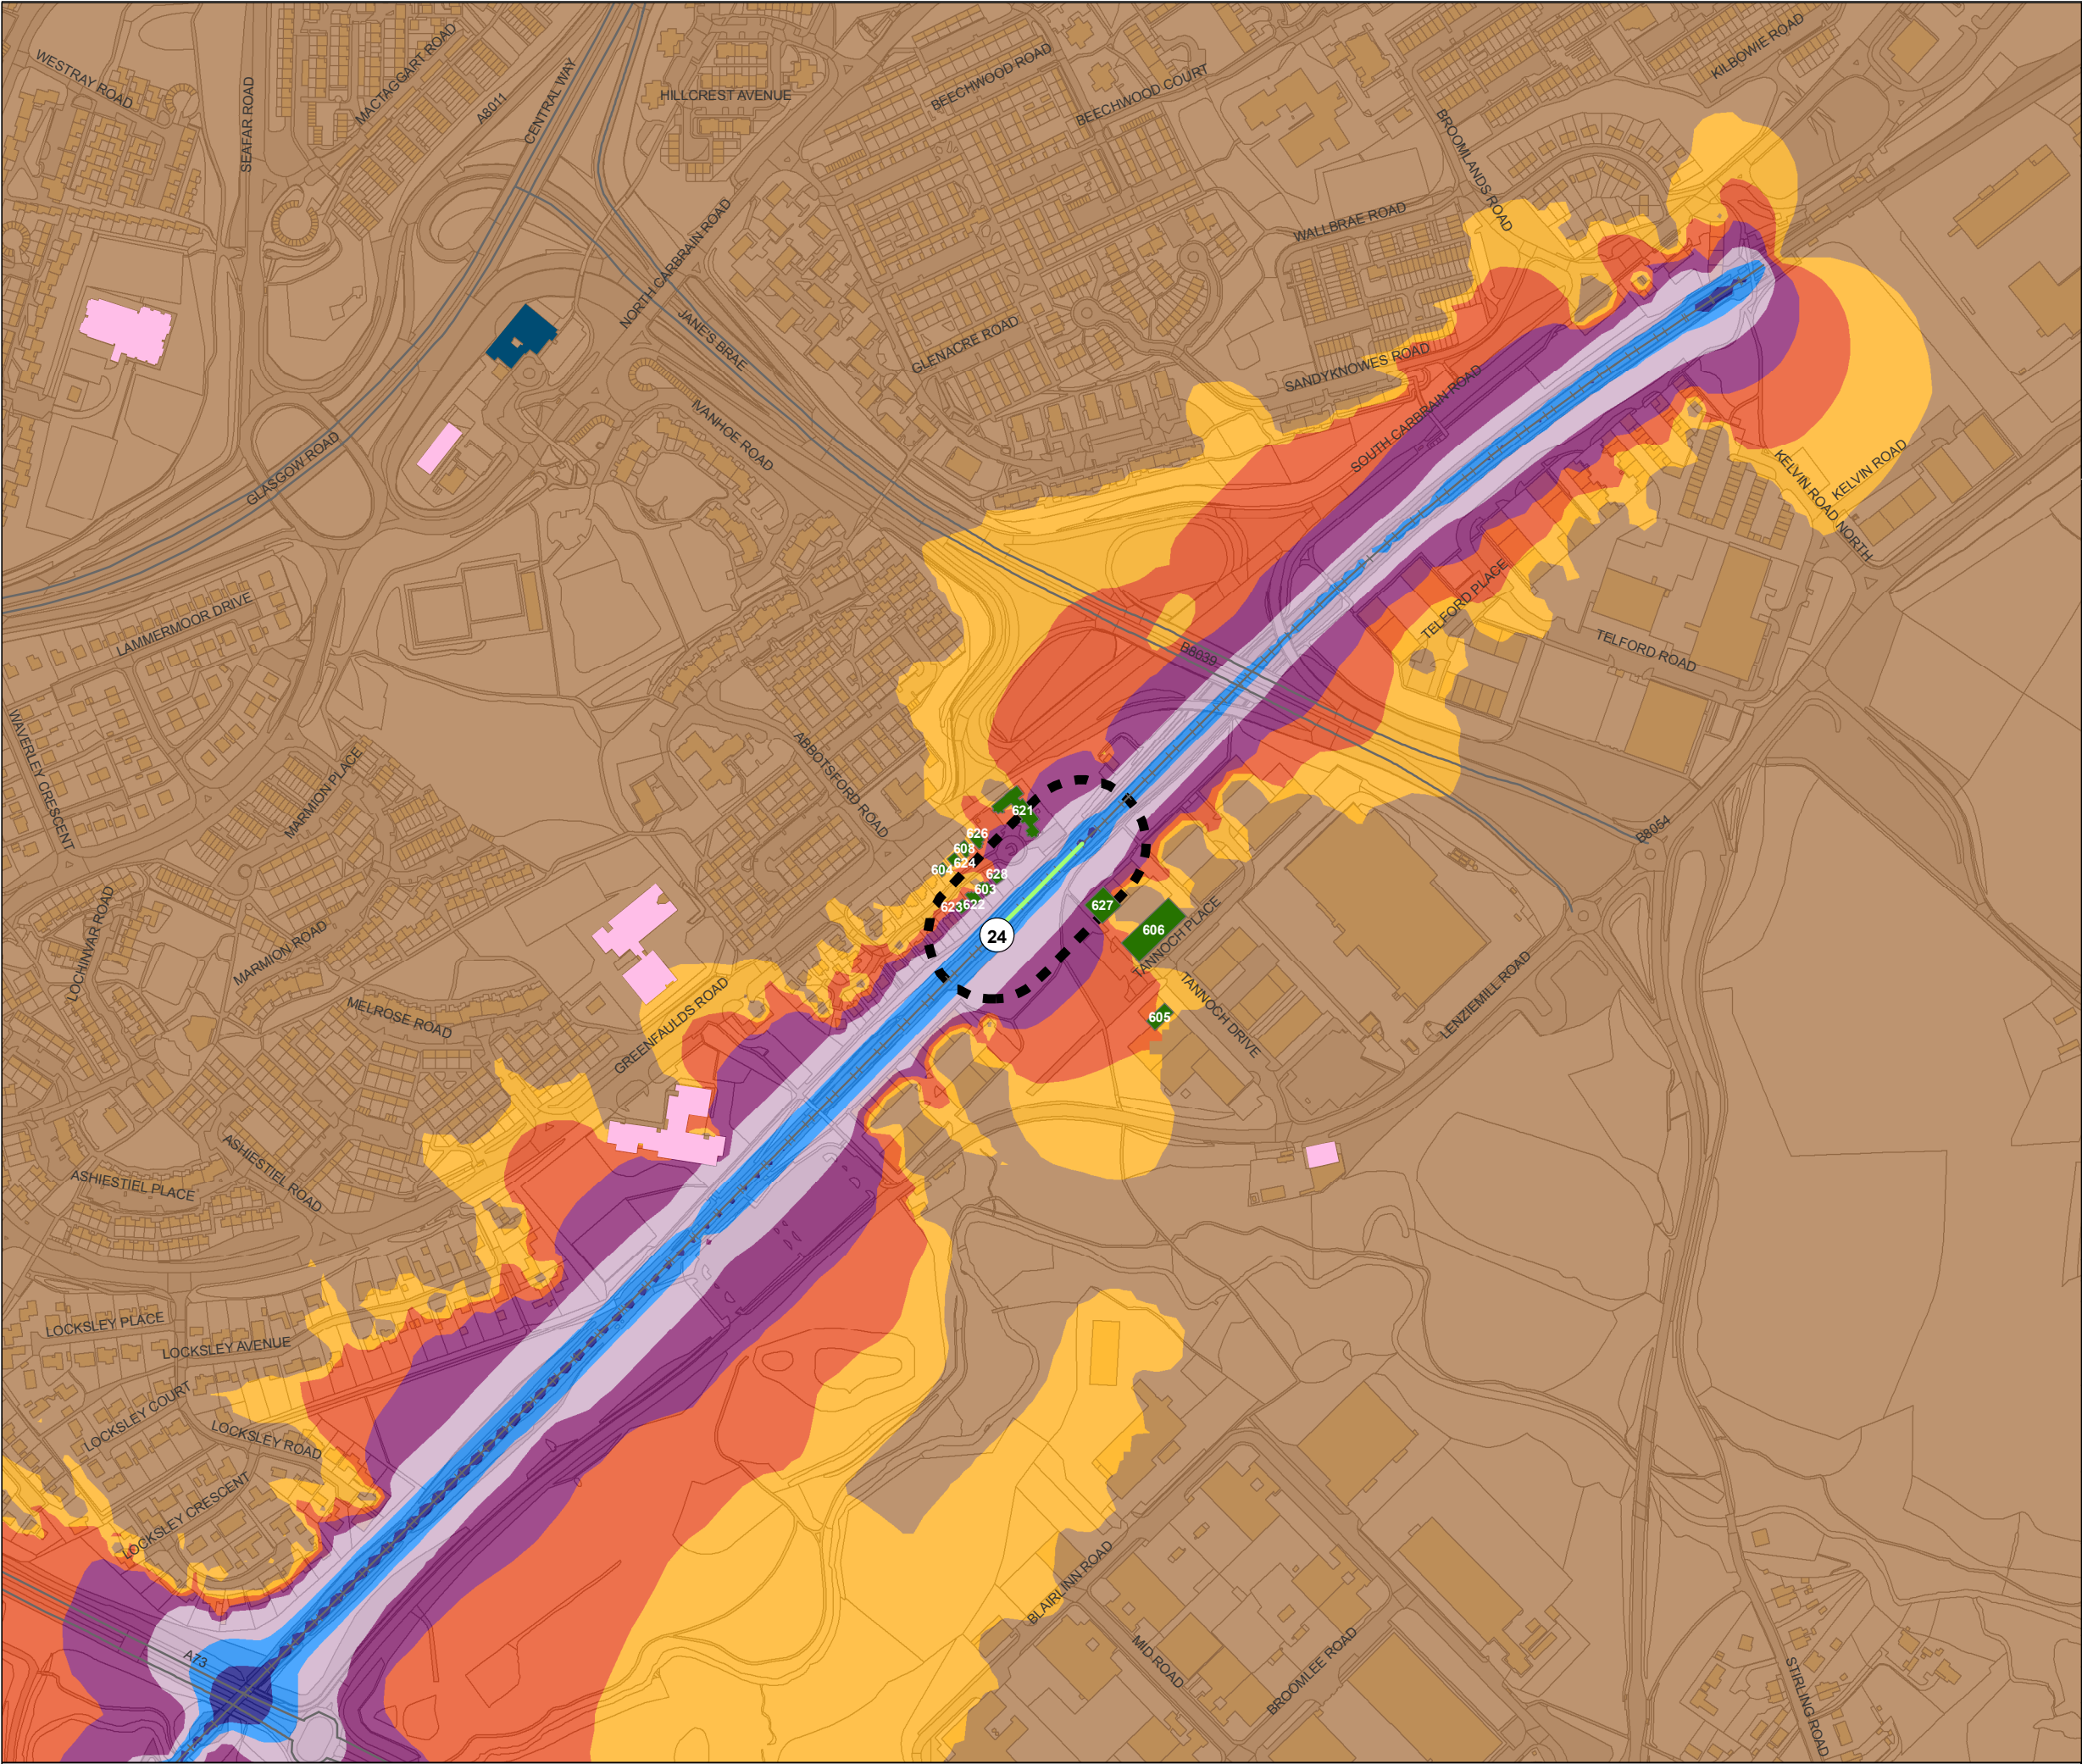 WESTRAY ROAD
SEAFAR ROAD
MACTAGGART ROAD
A8011
CENTRAL WAY
HILLCREST AVENUE
BEECHWOOD ROAD
BEECHWOOD COURT
KILBOWIE ROAD
BROOMLANDS ROAD
WALLBRAE ROAD
NORTH CARBRAIN ROAD
JANE'S BRAE
GLENACRE ROAD
SANDYKNOWES ROAD
SOUTH CARBRAIN ROAD
IVANHOE ROAD
GLASGOW ROAD
KELVIN ROAD
KELVIN ROAD NORTH
LAMMERMOOR DRIVE
TELFORD PLACE
TELFORD ROAD
B8039
WAVERLEY CRESCENT
MARMION PLACE
ABBOTSFORD ROAD
B8054
621
626
608
624
604
628
603
623
622
627
606
24
605
TANNOCH PLACE
TANNOCH DRIVE
LENZIEMILL ROAD
LOCHINVAR ROAD
MARMION ROAD
MELROSE ROAD
GREENFAULDS ROAD
ASHIESTIEL PLACE
ASHIESTIEL ROAD
LOCKSLEY PLACE
LOCKSLEY AVENUE
LOCKSLEY COURT
LOCKSLEY ROAD
LOCKSLEY CRESCENT
BLAIRLINN ROAD
A73
MID ROAD
BROOMLEE ROAD
STIRLING ROAD